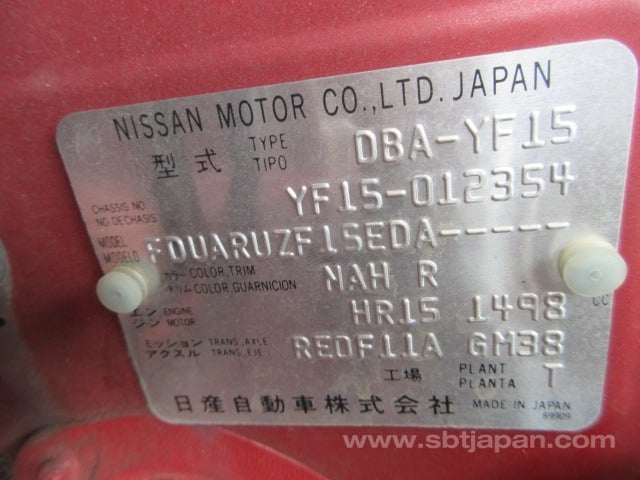 NISSAN MOTOR CO.,LTD. JAPAN
型式 TYPE TIPO DBA-YF15
CHASSIS NO NO DECHASIS YF15-012354
MODEL MODELO FDUARUZF15EDA-----
カラー COLOR,TRIM NAH R
トリム COLOR,GUARNICION
エンジン ENGINE MOTOR HR15 1498 CC
ミッション TRANS. AXLE アクスル TRANS. EJE RE0F11A GM38
工場 PLANT PLANTA T
日産自動車株式会社 MADE IN JAPAN
89909
www.sbtjapan.com